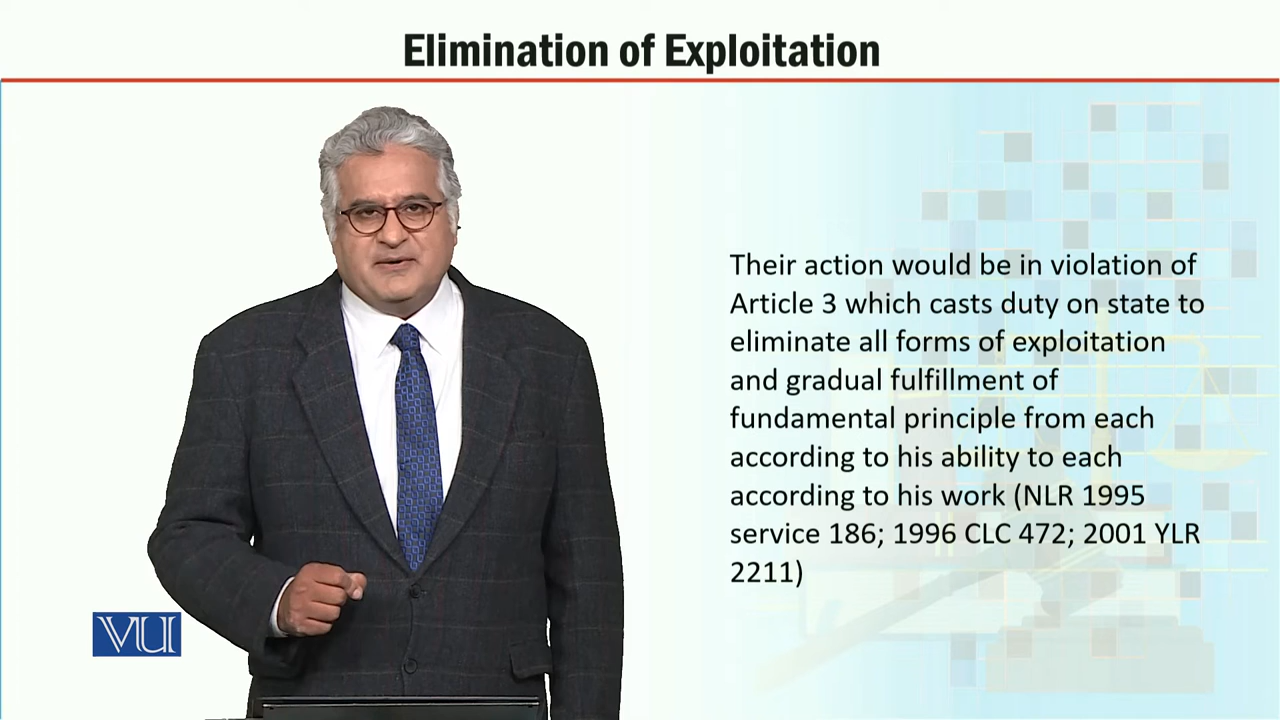 Elimination of Exploitation
Their action would be in violation of
Article 3 which casts duty on state to
eliminate all forms of exploitation
and gradual fulfillment of
fundamental principle from each
according to his ability to each
according to his work (NLR 1995
service 186; 1996 CLC 472; 2001 YLR
2211)
VU